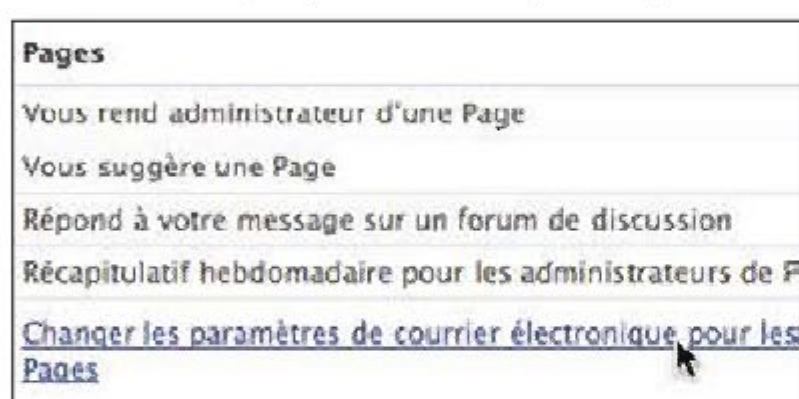 Pages
Vous rend administrateur d'une Page
Vous suggère une Page
Répond à votre message sur un forum de discussion
Récapitulatif hebdomadaire pour les administrateurs de
Changer les paramètres de courrier électronique pour les
Pages